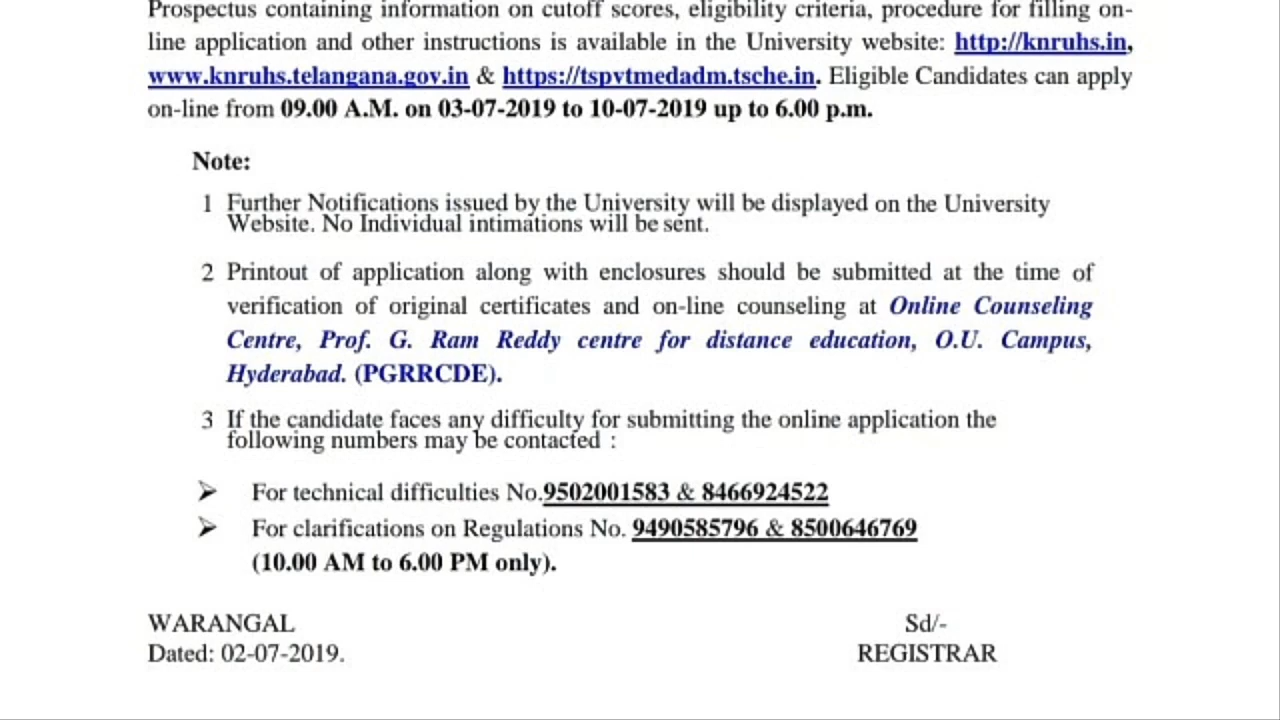 Prospectus containing information on cutoff scores, eligibility criteria, procedure for filling on-
line application and other instructions is available in the University website: http://knruhs.in,
www.knruhs.telangana.gov.in & https://tspvtmedadm.tsche.in. Eligible Candidates can apply
on-line from 09.00 A.M. on 03-07-2019 to 10-07-2019 up to 6.00 p.m.
Note:
1 Further Notifications issued by the University will be displayed on the University
Website. No Individual intimations will be sent.
2 Printout of application along with enclosures should be submitted at the time of
verification of original certificates and on-line counseling at Online Counseling
Centre, Prof. G. Ram Reddy centre for distance education, O.U. Campus,
Hyderabad. (PGRRCDE).
3 If the candidate faces any difficulty for submitting the online application the
following numbers may be contacted :
➢ For technical difficulties No.9502001583 & 8466924522
➢ For clarifications on Regulations No. 9490585796 & 8500646769
(10.00 AM to 6.00 PM only).
WARANGAL Sd/-
Dated: 02-07-2019. REGISTRAR